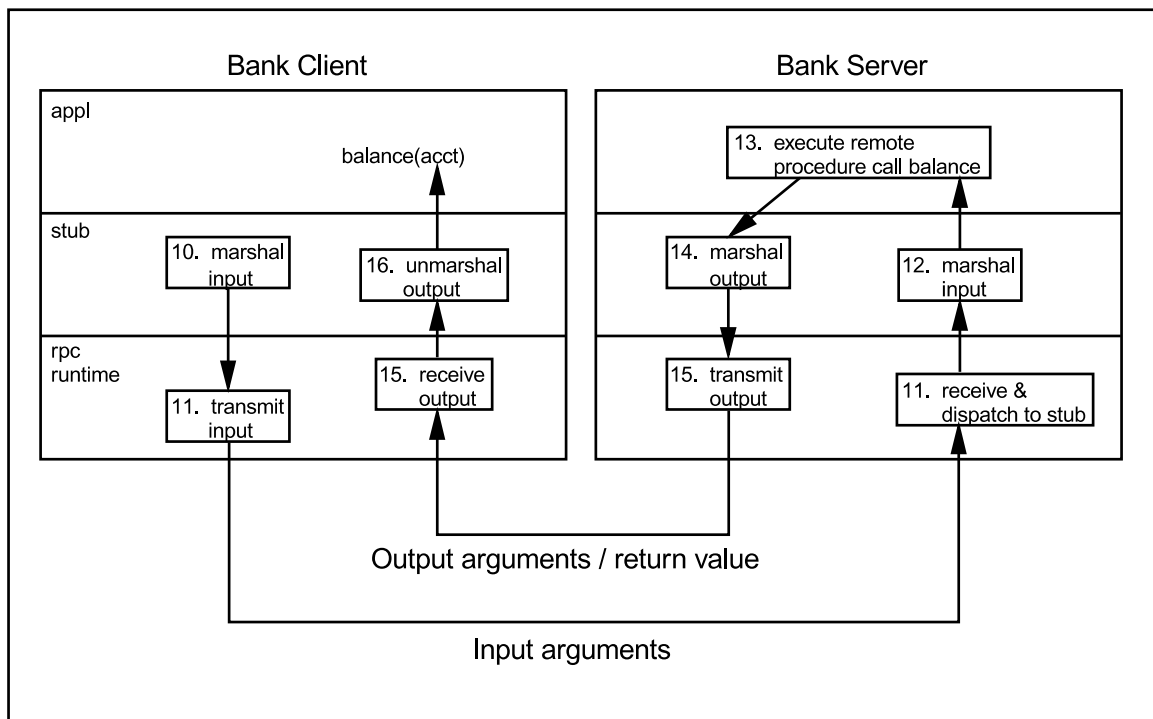 Bank Client
Bank Server
appl
balance(acct)
13. execute remote
procedure call balance
stub
10. marshal
input
16. unmarshal
output
14. marshal
output
12. marshal
input
rpc
runtime
11. transmit
input
15. receive
output
15. transmit
output
11. receive &
dispatch to stub
Output arguments / return value
Input arguments